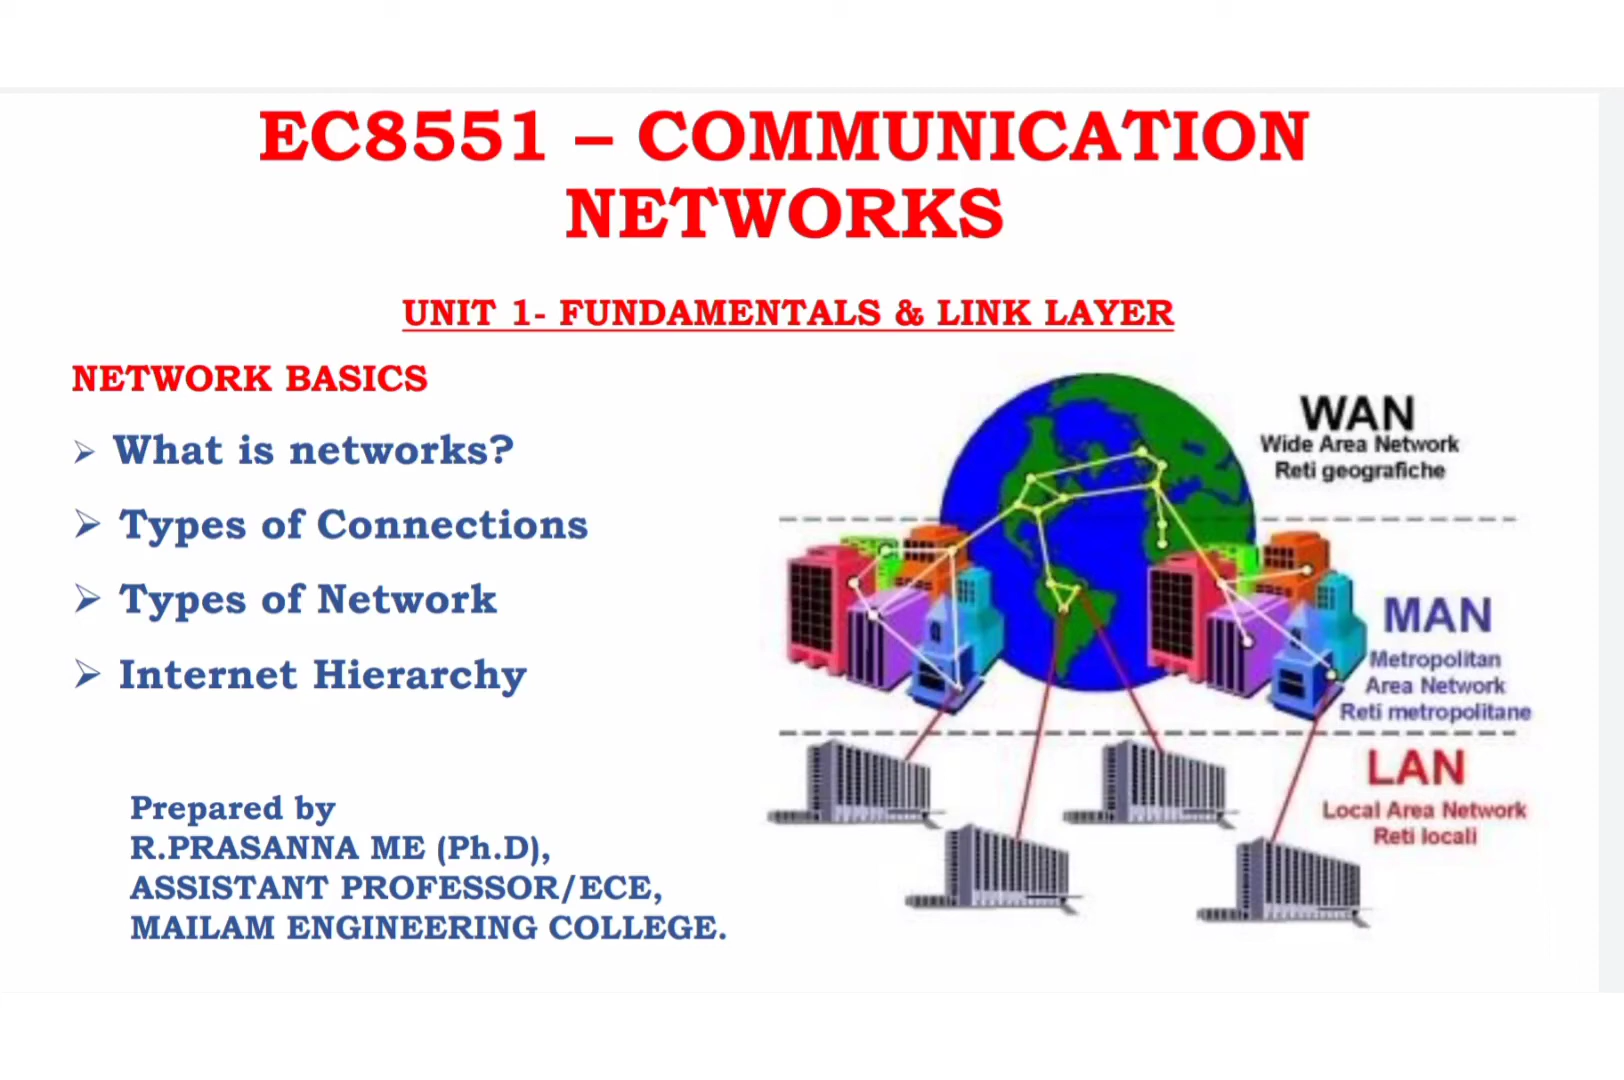 EC8551 – COMMUNICATION
NETWORKS
UNIT 1- FUNDAMENTALS & LINK LAYER
NETWORK BASICS
➢ What is networks?
➢ Types of Connections
➢ Types of Network
➢ Internet Hierarchy
Prepared by
R.PRASANNA ME (Ph.D),
ASSISTANT PROFESSOR/ECE,
MAILAM ENGINEERING COLLEGE.
WAN
Wide Area Network
Reti geografiche
MAN
Metropolitan
Area Network
Reti metropolitane
LAN
Local Area Network
Reti locali